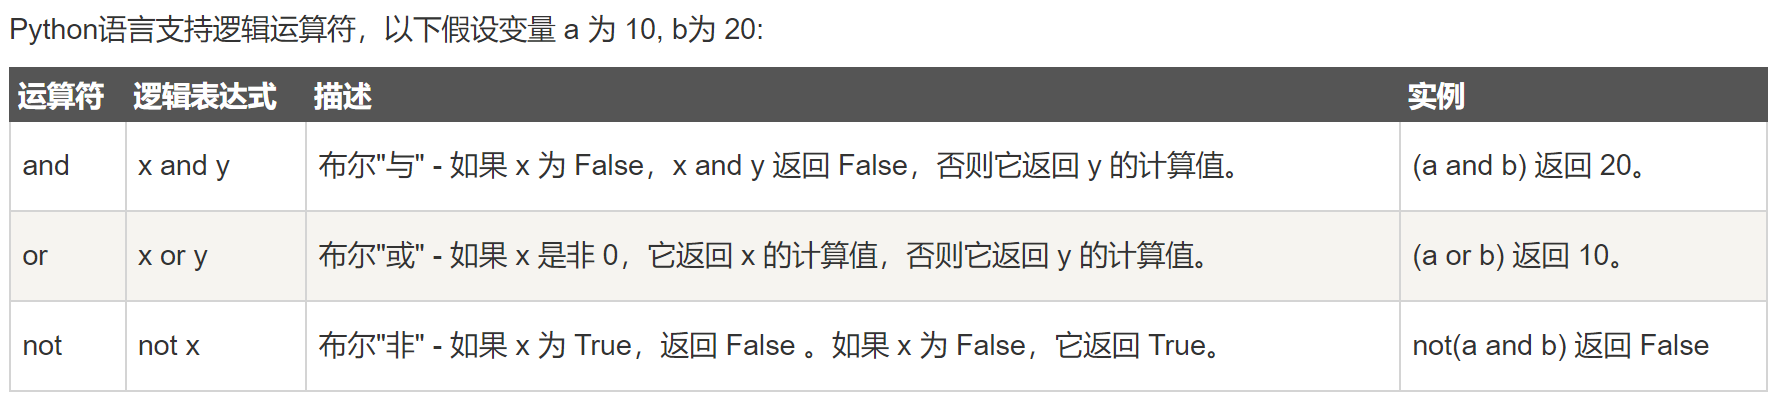 Python语言支持逻辑运算符，以下假设变量 a 为 10, b为 20:
运算符 逻辑表达式 描述 实例
and x and y 布尔"与" - 如果 x 为 False，x and y 返回 False，否则它返回 y 的计算值。 (a and b) 返回 20。
or x or y 布尔"或" - 如果 x 是非 0，它返回 x 的计算值，否则它返回 y 的计算值。 (a or b) 返回 10。
not not x 布尔"非" - 如果 x 为 True，返回 False 。如果 x 为 False，它返回 True。 not(a and b) 返回 False